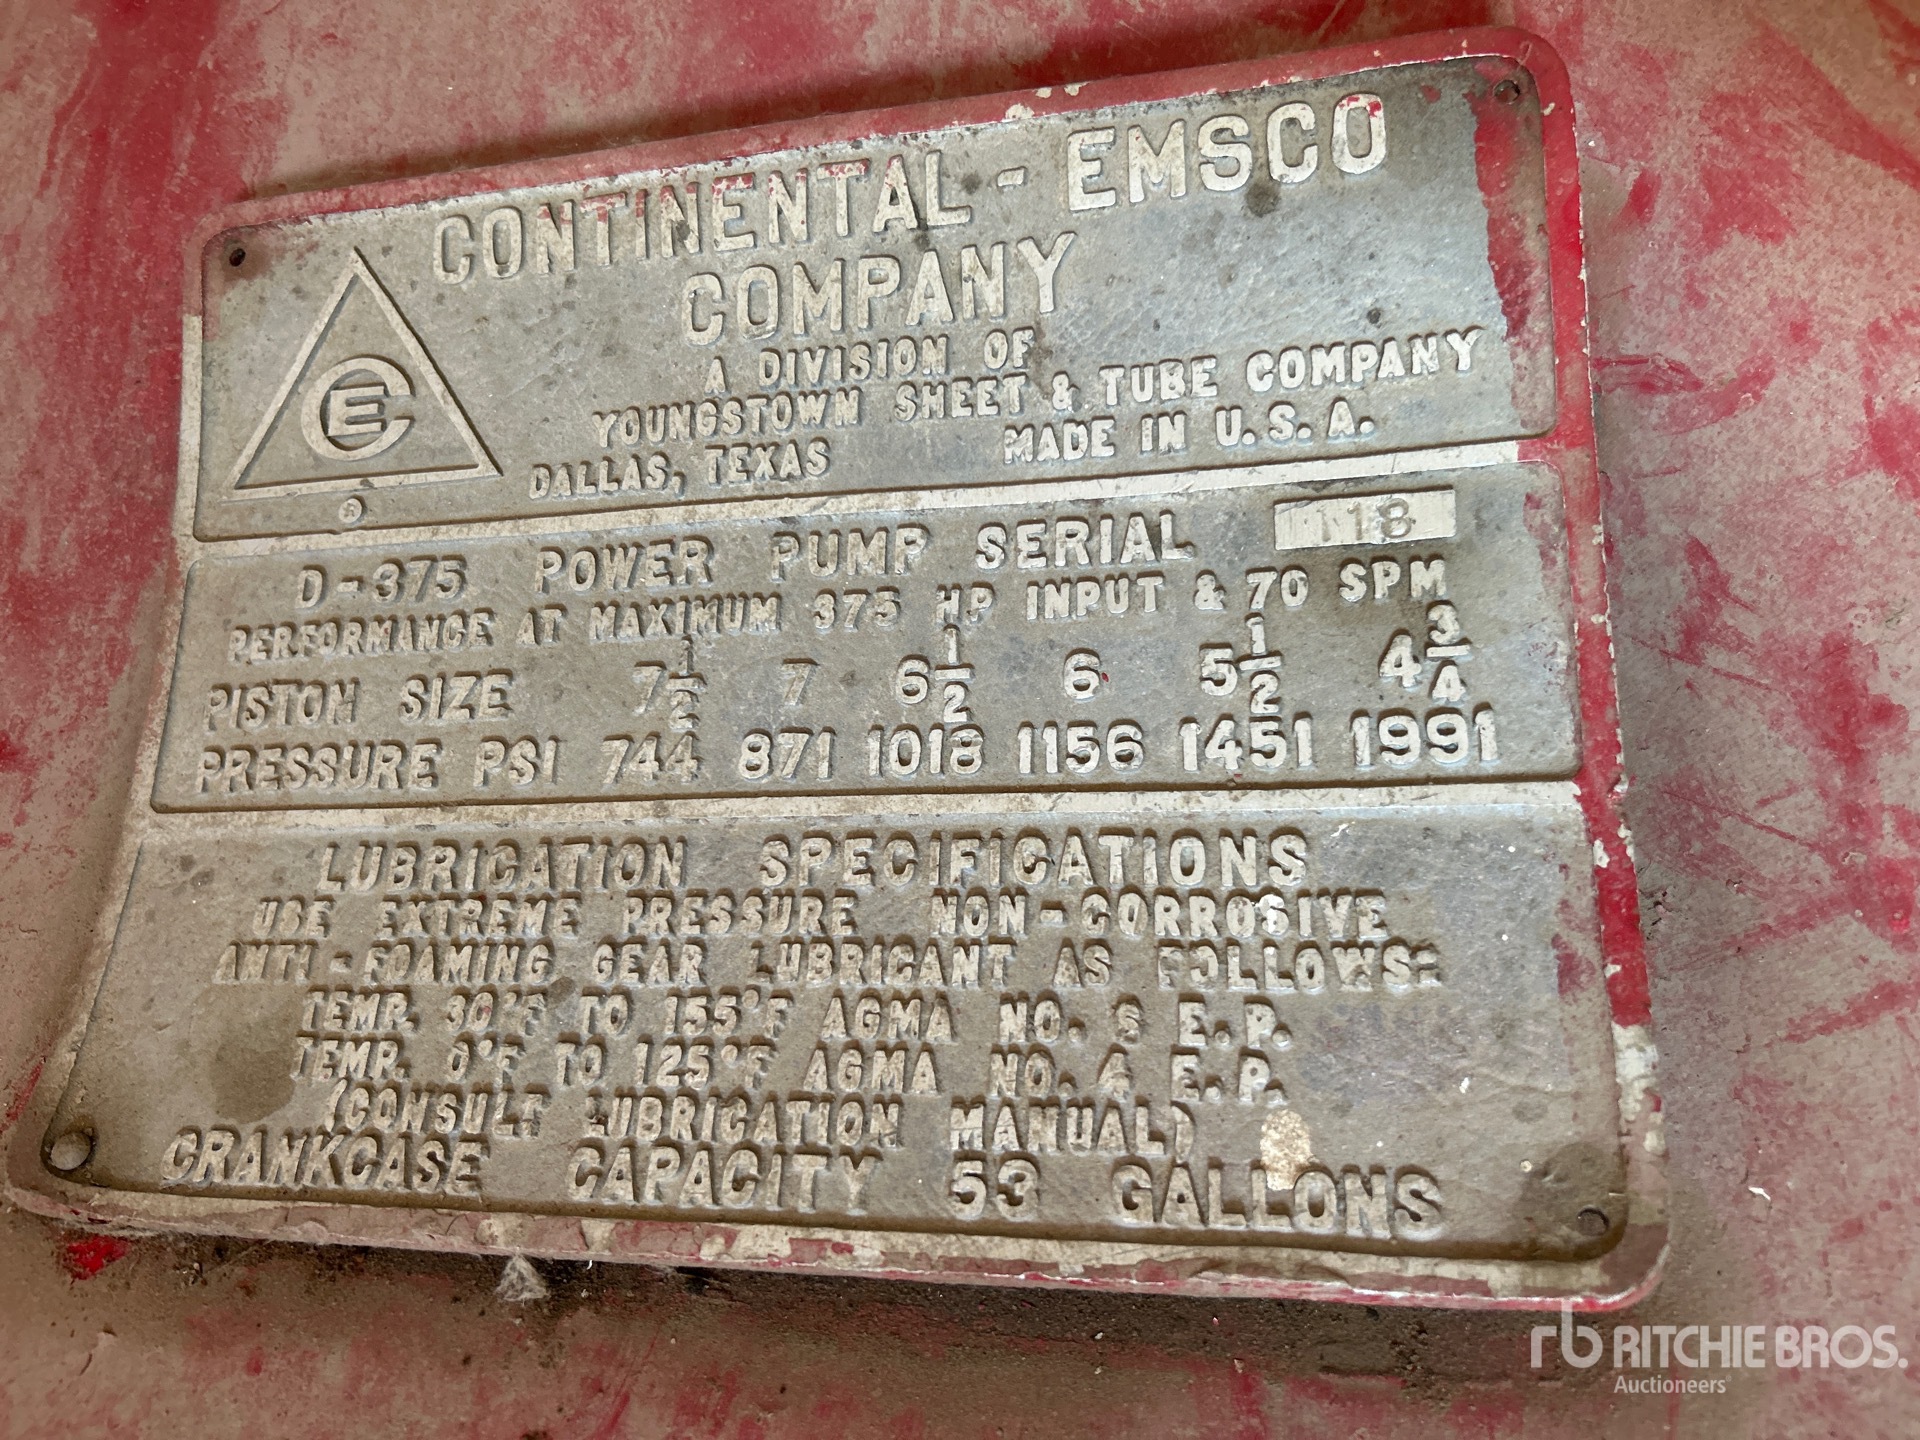 CONTINENTAL - EMSCO
COMPANY
A DIVISION OF
YOUNGSTOWN SHEET & TUBE COMPANY
DALLAS, TEXAS MADE IN U.S.A.
CE
®
D-375 POWER PUMP SERIAL 118
PERFORMANCE AT MAXIMUM 375 HP INPUT & 70 SPM
PISTON SIZE 7 1/2 7 6 1/2 6 5 1/2 4 3/4
PRESSURE PSI 744 871 1018 1156 1451 1991
LUBRICATION SPECIFICATIONS
USE EXTREME PRESSURE NON-CORROSIVE
ANTI-FOAMING GEAR LUBRICANT AS FOLLOWS:
TEMP. 30°F TO 155°F AGMA NO. E.P.
TEMP. 0°F TO 125°F AGMA NO. 4 E.P.
(CONSULT LUBRICATION MANUAL)
CRANKCASE CAPACITY 53 GALLONS
rb RITCHIE BROS.
Auctioneers